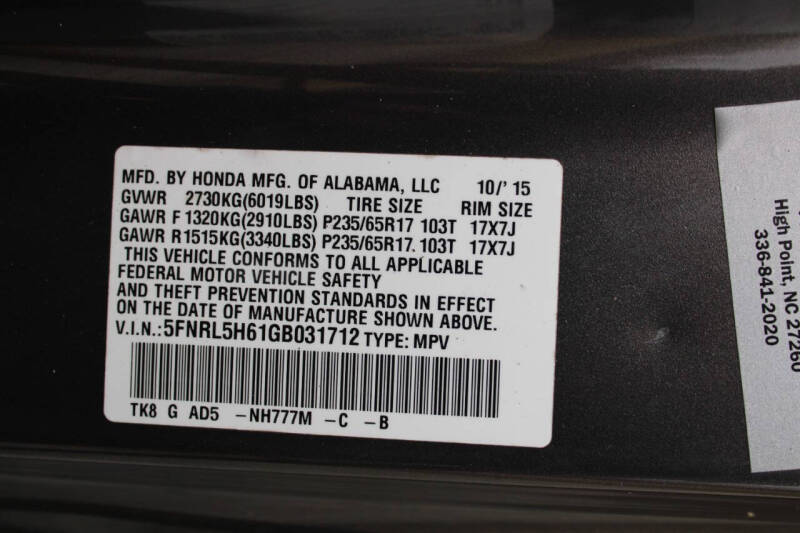 MFD. BY HONDA MFG. OF ALABAMA, LLC 10/'15
GVWR 2730KG(6019LBS) TIRE SIZE RIM SIZE
GAWR F 1320KG(2910LBS) P235/65R17 103T 17X7J
GAWR R1515KG(3340LBS) P235/65R17. 103T 17X7J
THIS VEHICLE CONFORMS TO ALL APPLICABLE
FEDERAL MOTOR VEHICLE SAFETY
AND THEFT PREVENTION STANDARDS IN EFFECT
ON THE DATE OF MANUFACTURE SHOWN ABOVE.
V.I.N.:5FNRL5H61GB031712 TYPE: MPV
TK8 G AD5 -NH777M -C -B
High Point, NC 27260
336-841-2020